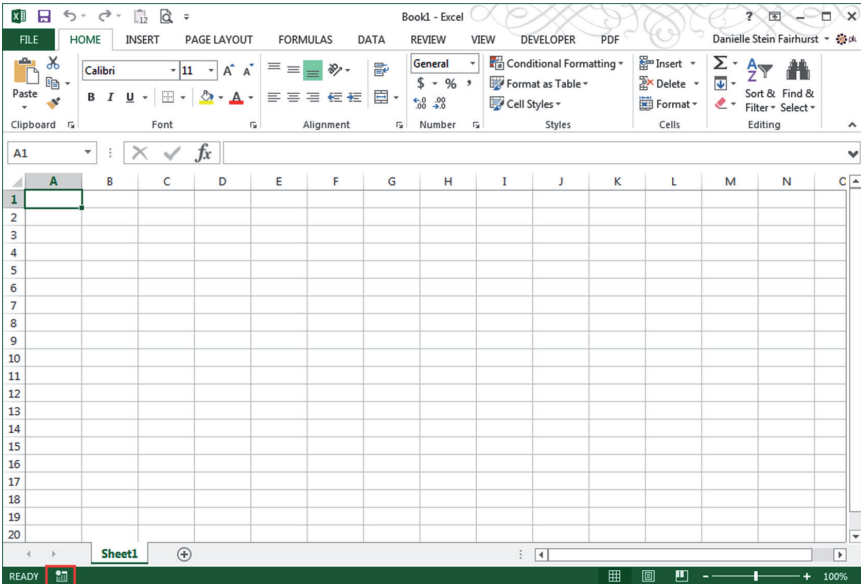 Book1 - Excel
FILE HOME INSERT PAGE LAYOUT FORMULAS DATA REVIEW VIEW DEVELOPER PDF Danielle Stein Fairhurst
Paste
Calibri 11
B I U
General
$ % ,
Conditional Formatting
Format as Table
Cell Styles
Insert
Delete
Format
Σ
Sort & Filter
Find & Select
Clipboard Font Alignment Number Styles Cells Editing
A1 fx
A B C D E F G H I J K L M N
1
2
3
4
5
6
7
8
9
10
11
12
13
14
15
16
17
18
19
20
Sheet1
READY 100%